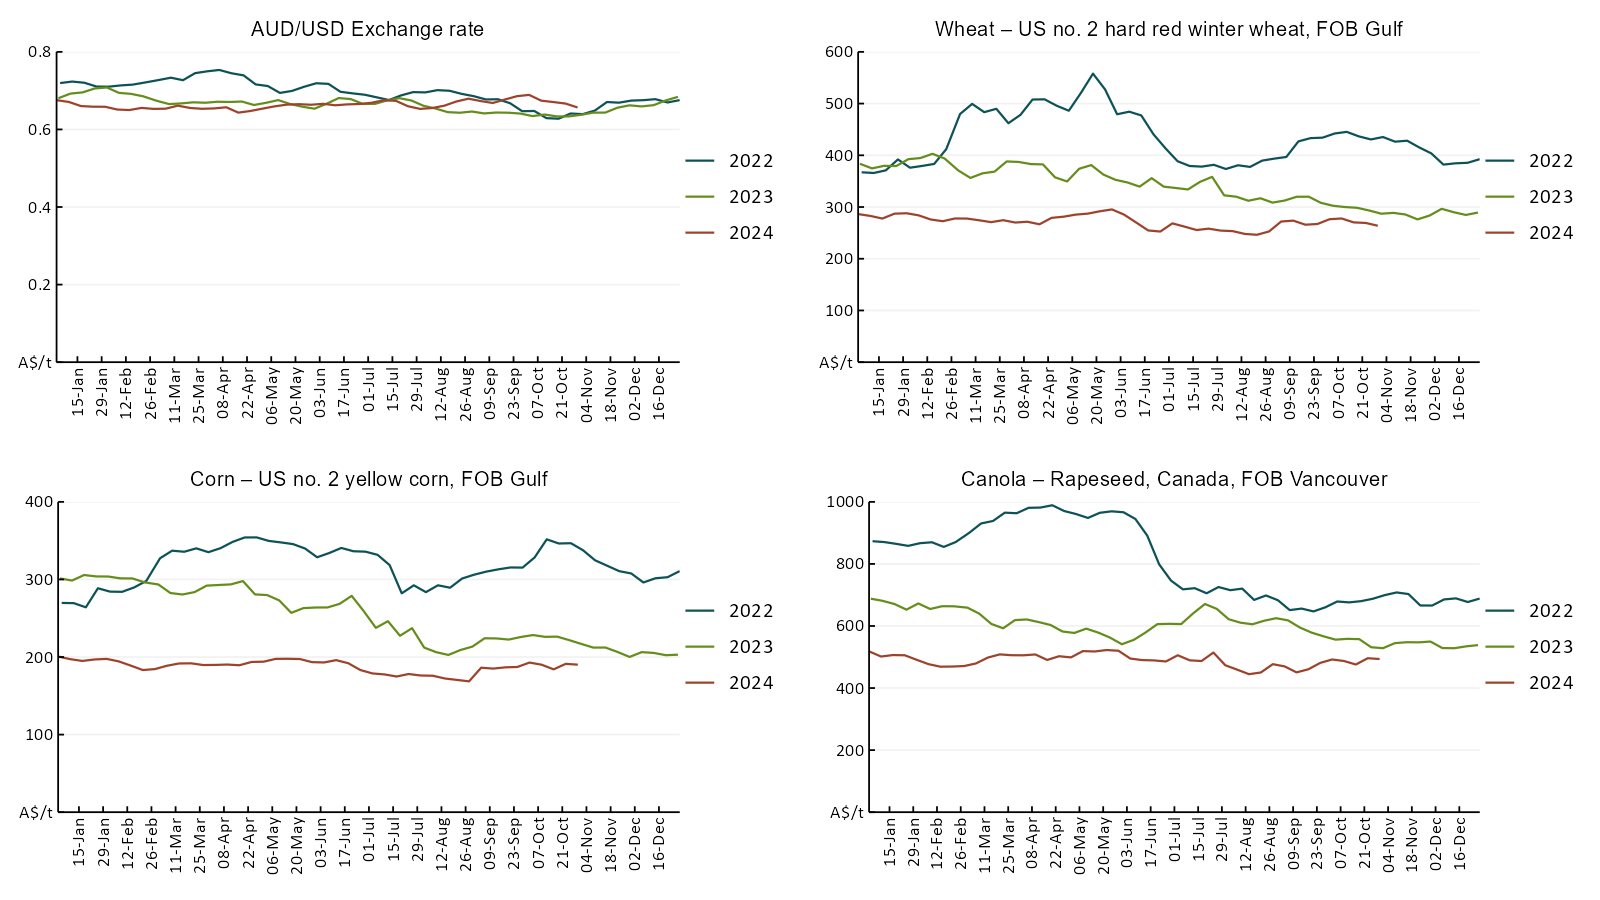 AUD/USD Exchange rate
0.8
0.6
0.4
0.2
A$/t
15-Jan
29-Jan
12-Feb
26-Feb
11-Mar
25-Mar
08-Apr
22-Apr
06-May
20-May
03-Jun
17-Jun
01-Jul
15-Jul
29-Jul
12-Aug
26-Aug
09-Sep
23-Sep
07-Oct
21-Oct
04-Nov
18-Nov
02-Dec
16-Dec
2022
2023
2024
Wheat – US no. 2 hard red winter wheat, FOB Gulf
600
500
400
300
200
100
A$/t
15-Jan
29-Jan
12-Feb
26-Feb
11-Mar
25-Mar
08-Apr
22-Apr
06-May
20-May
03-Jun
17-Jun
01-Jul
15-Jul
29-Jul
12-Aug
26-Aug
09-Sep
23-Sep
07-Oct
21-Oct
04-Nov
18-Nov
02-Dec
16-Dec
2022
2023
2024
Corn – US no. 2 yellow corn, FOB Gulf
400
300
200
100
A$/t
15-Jan
29-Jan
12-Feb
26-Feb
11-Mar
25-Mar
08-Apr
22-Apr
06-May
20-May
03-Jun
17-Jun
01-Jul
15-Jul
29-Jul
12-Aug
26-Aug
09-Sep
23-Sep
07-Oct
21-Oct
04-Nov
18-Nov
02-Dec
16-Dec
2022
2023
2024
Canola – Rapeseed, Canada, FOB Vancouver
1000
800
600
400
200
A$/t
15-Jan
29-Jan
12-Feb
26-Feb
11-Mar
25-Mar
08-Apr
22-Apr
06-May
20-May
03-Jun
17-Jun
01-Jul
15-Jul
29-Jul
12-Aug
26-Aug
09-Sep
23-Sep
07-Oct
21-Oct
04-Nov
18-Nov
02-Dec
16-Dec
2022
2023
2024